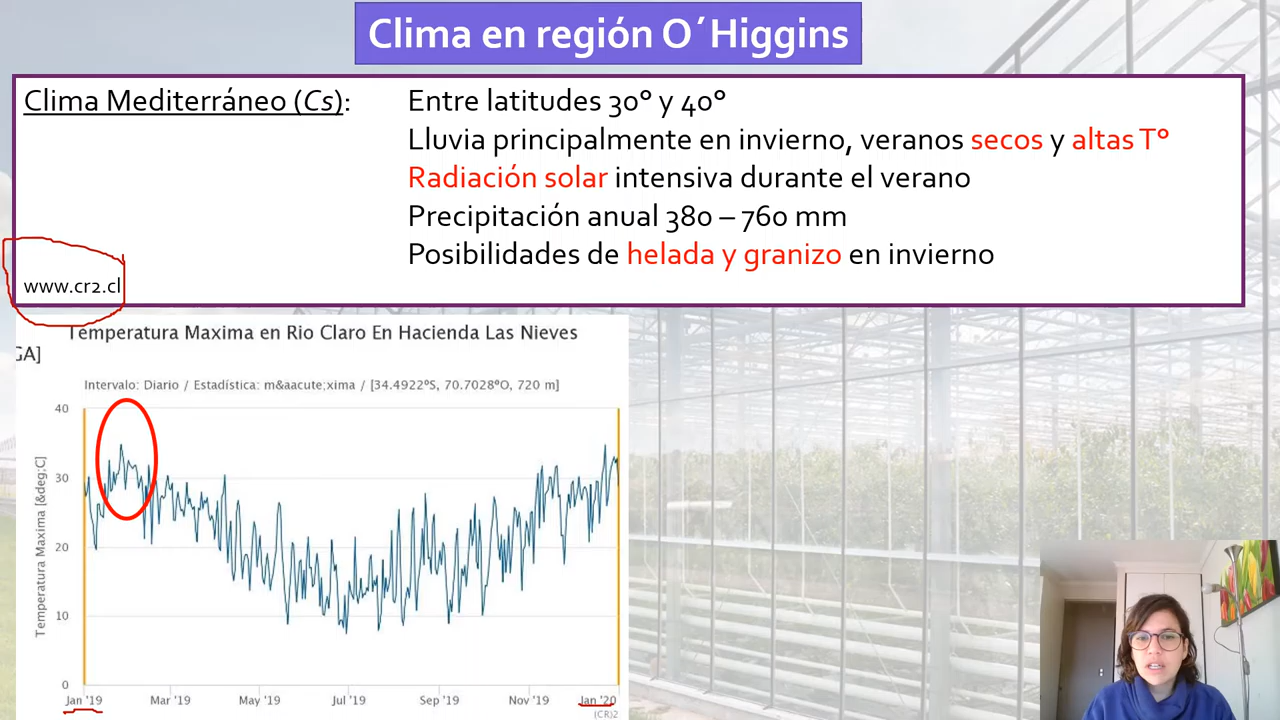 Clima en región O´Higgins
Clima Mediterráneo (Cs):
Entre latitudes 30° y 40°
Lluvia principalmente en invierno, veranos secos y altas T°
Radiación solar intensiva durante el verano
Precipitación anual 380 – 760 mm
Posibilidades de helada y granizo en invierno
www.cr2.cl
Temperatura Maxima en Rio Claro En Hacienda Las Nieves
GA]
Intervalo: Diario / Estadística: m&aacute;xima / [34.4922ºS, 70.7028ºO, 720 m]
Temperatura Maxima [&deg;C]
40
30
20
10
0
Jan '19
Mar '19
May '19
Jul '19
Sep '19
Nov '19
Jan '20
(CR)2